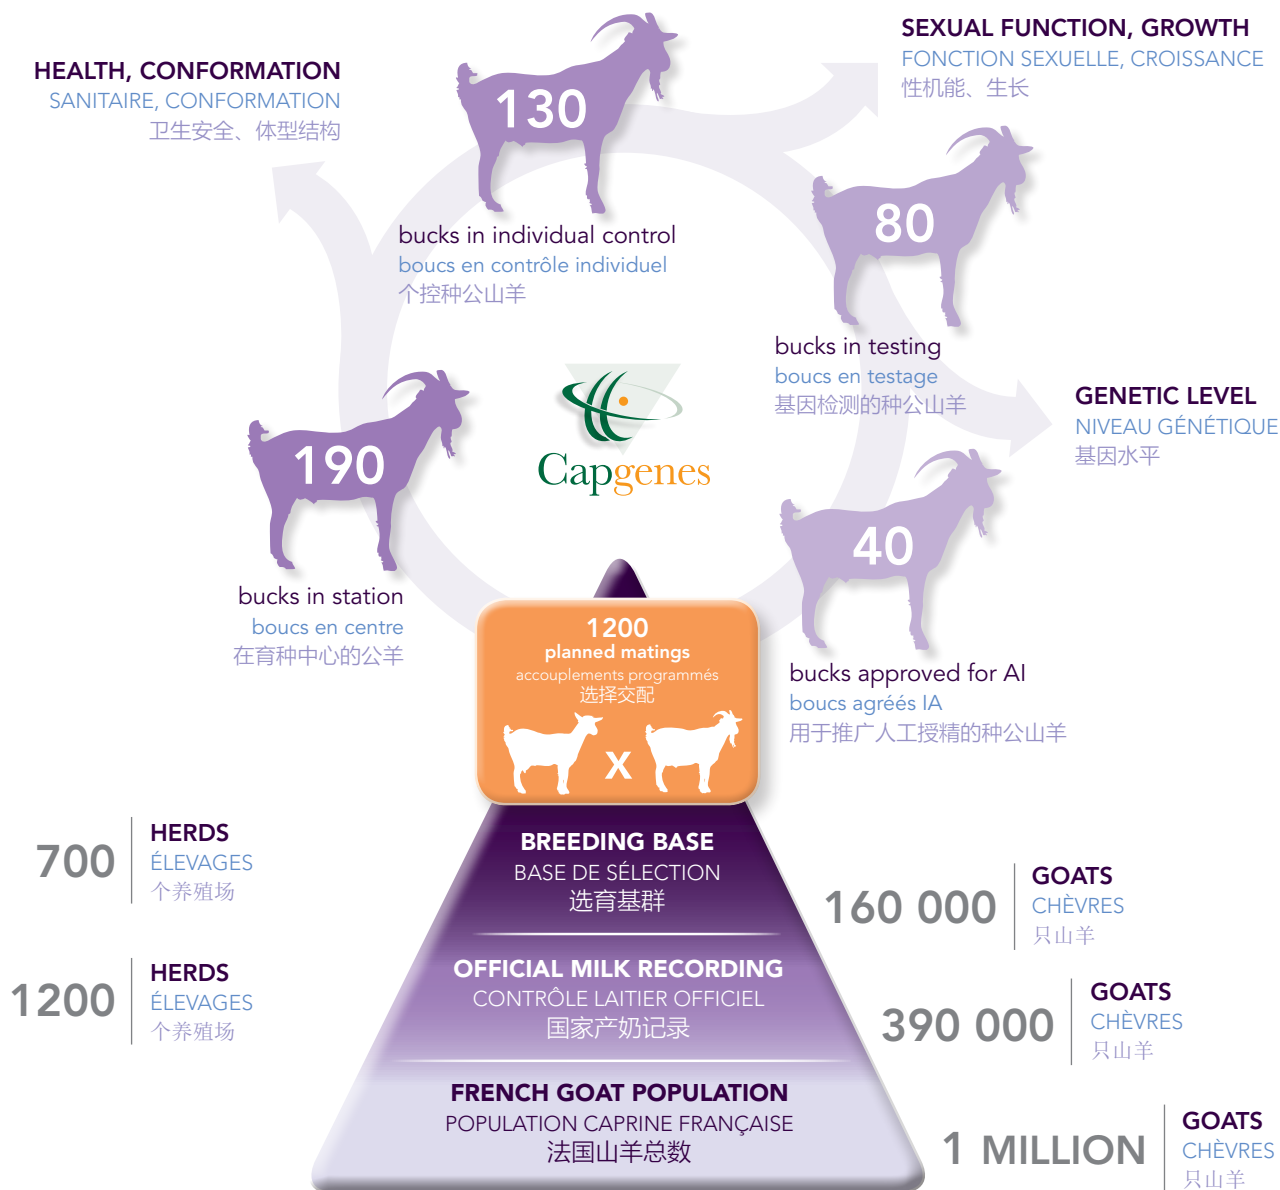 SEXUAL FUNCTION, GROWTH
FONCTION SEXUELLE, CROISSANCE
性机能、生长
HEALTH, CONFORMATION
SANITAIRE, CONFORMATION
卫生安全、体型结构
130
bucks in individual control
boucs en contrôle individuel
个控种公山羊
80
bucks in testing
boucs en testage
基因检测的种公山羊
GENETIC LEVEL
NIVEAU GÉNÉTIQUE
基因水平
Capgenes
190
bucks in station
boucs en centre
在育种中心的公羊
40
bucks approved for AI
boucs agréés IA
用于推广人工授精的种公山羊
1200
planned matings
accouplements programmés
选择交配
X
700
HERDS
ÉLEVAGES
个养殖场
BREEDING BASE
BASE DE SÉLECTION
选育基群
160 000
GOATS
CHÈVRES
只山羊
1200
HERDS
ÉLEVAGES
个养殖场
OFFICIAL MILK RECORDING
CONTRÔLE LAITIER OFFICIEL
国家产奶记录
390 000
GOATS
CHÈVRES
只山羊
FRENCH GOAT POPULATION
POPULATION CAPRINE FRANÇAISE
法国山羊总数
1 MILLION
GOATS
CHÈVRES
只山羊